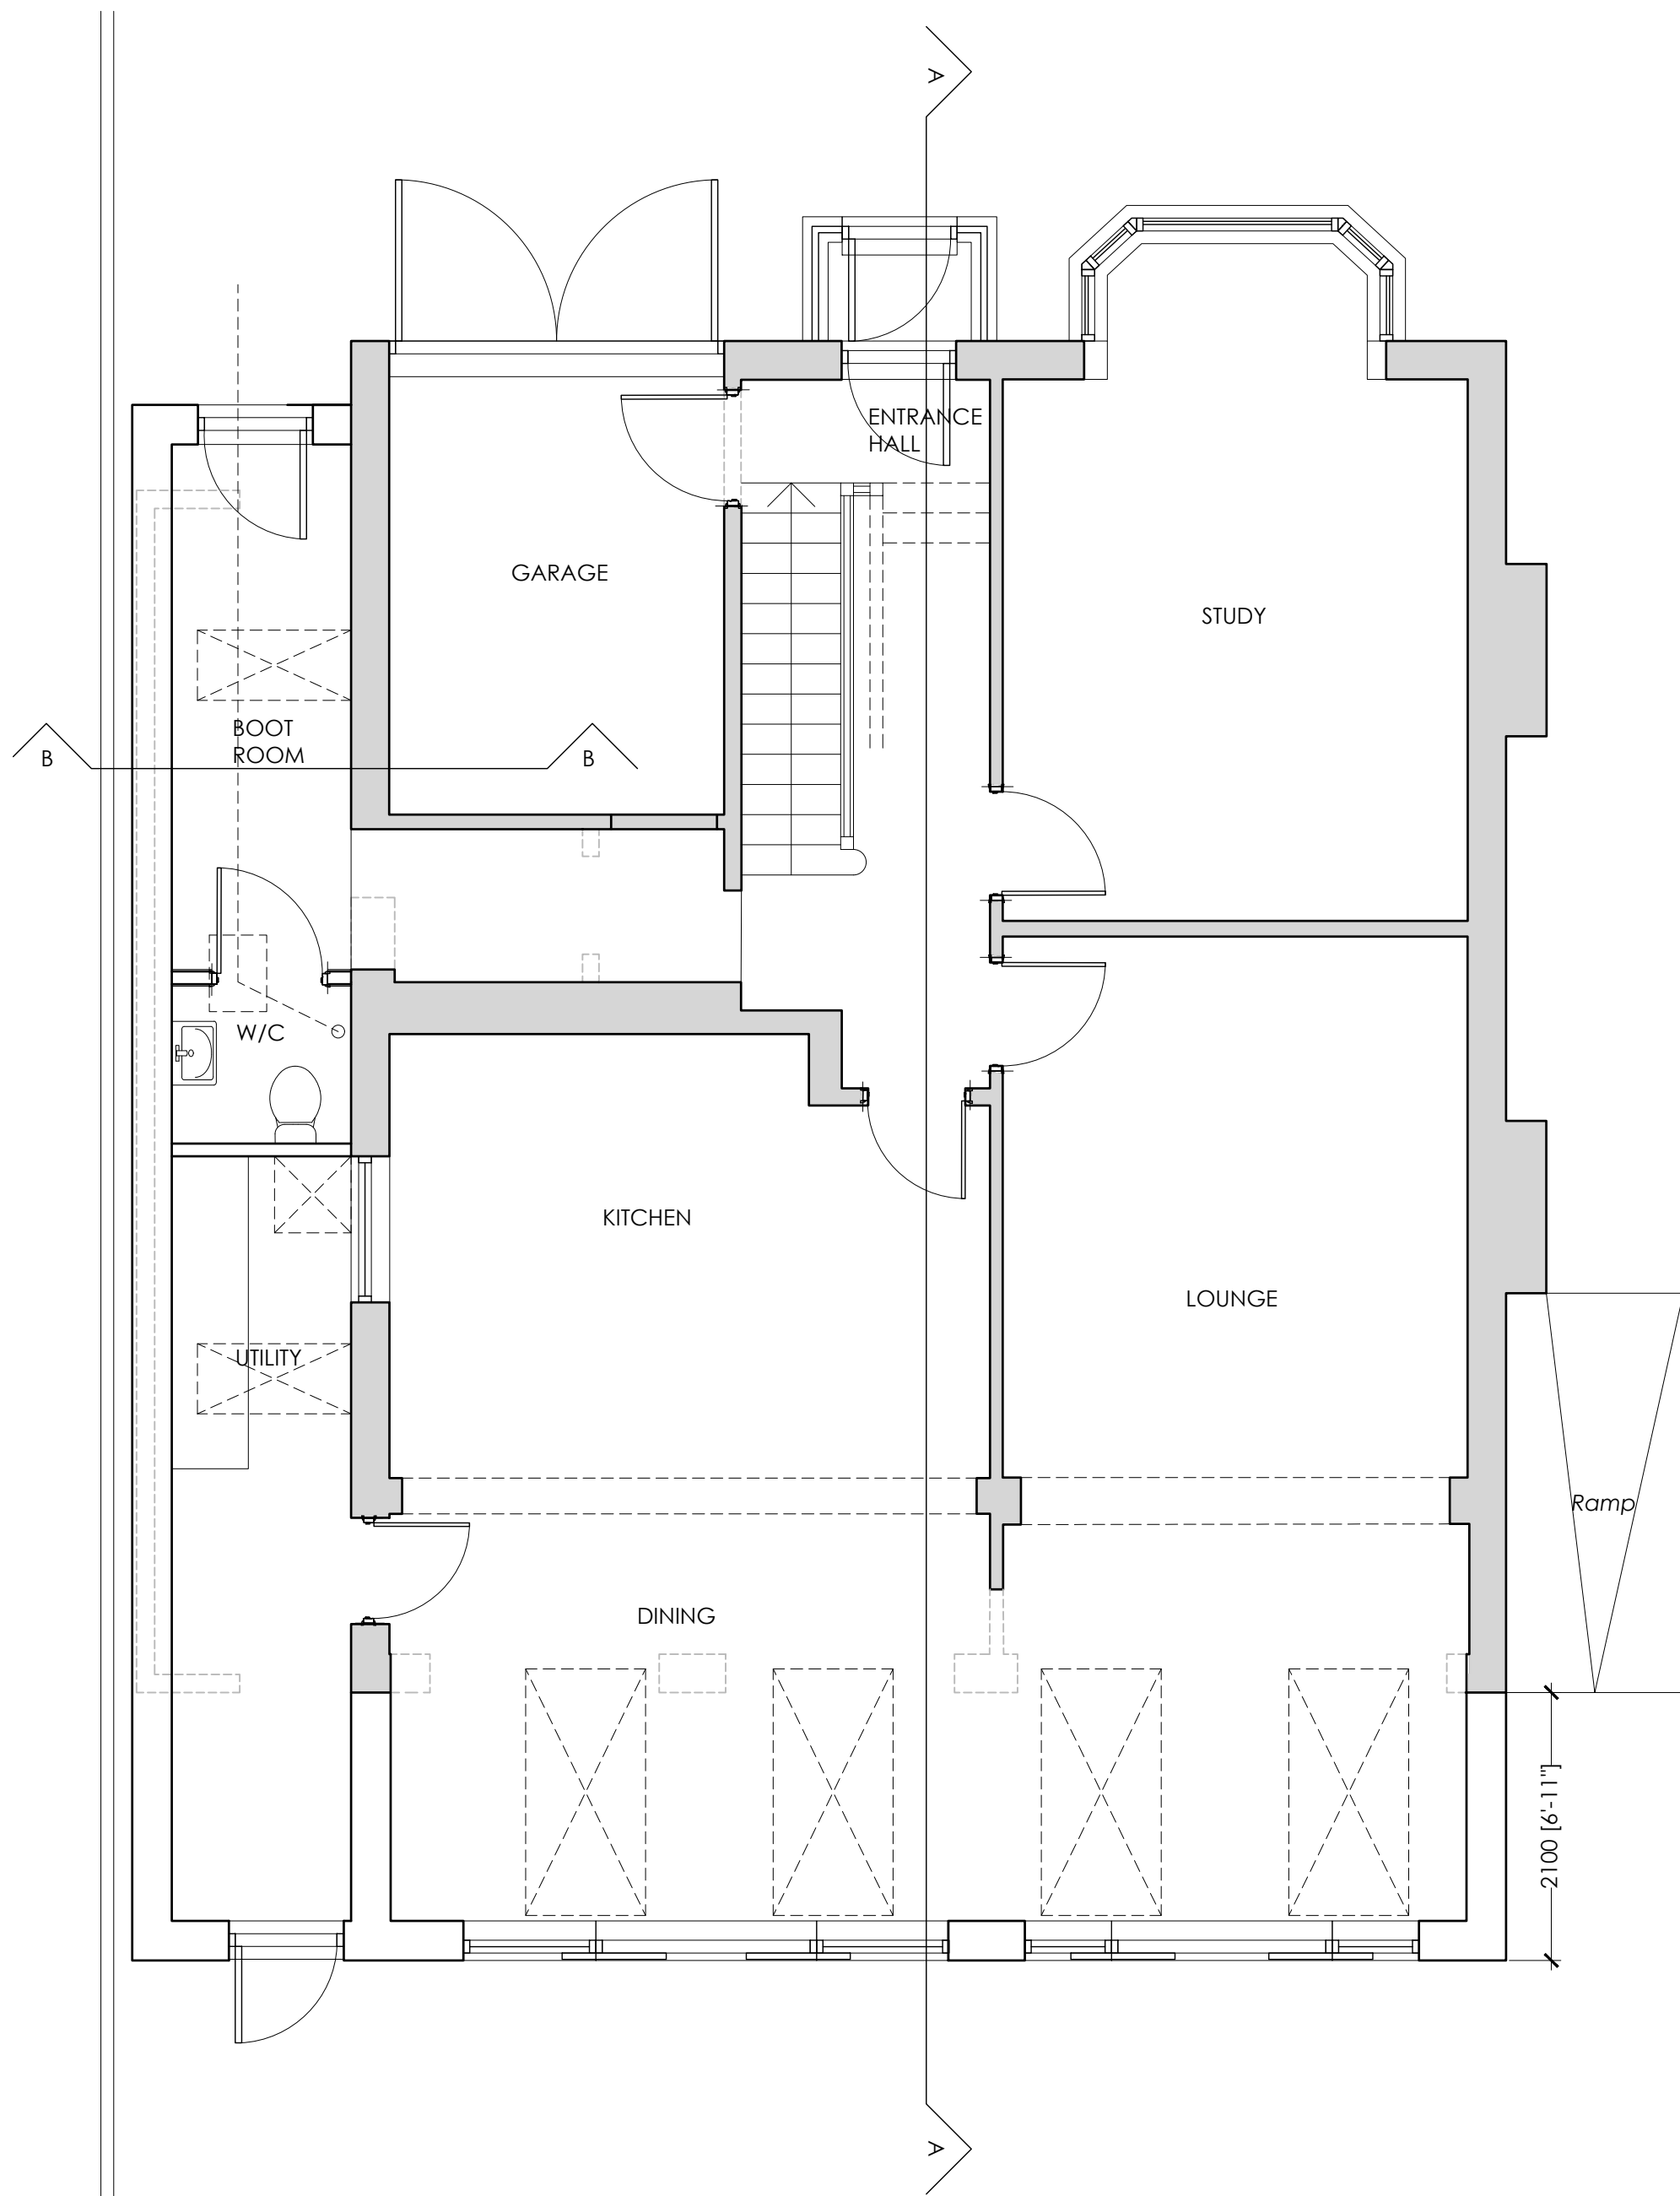 A
ENTRANCE
HALL
GARAGE
STUDY
BOOT
ROOM
B
B
W/C
KITCHEN
LOUNGE
UTILITY
Ramp
DINING
2100 [6'-11"]
A